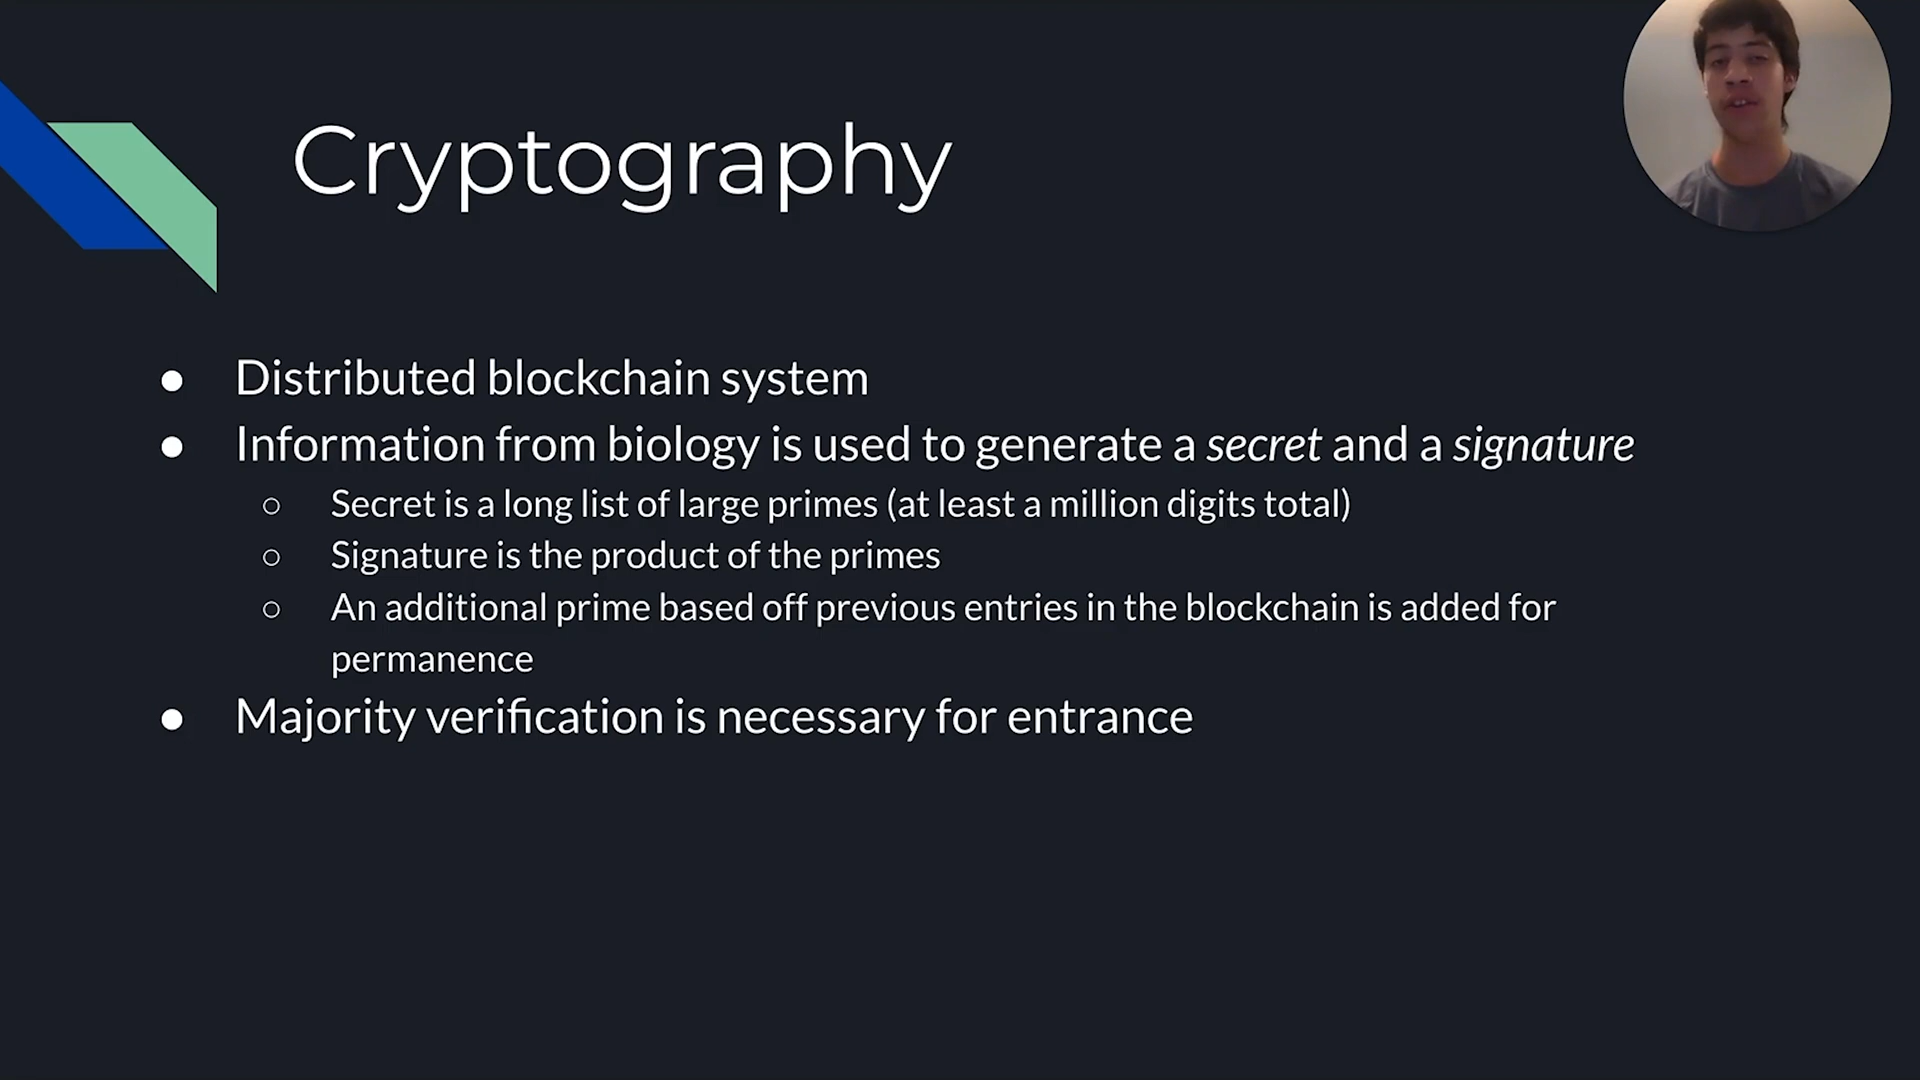 Cryptography
● Distributed blockchain system
● Information from biology is used to generate a secret and a signature
○ Secret is a long list of large primes (at least a million digits total)
○ Signature is the product of the primes
○ An additional prime based off previous entries in the blockchain is added for
permanence
● Majority verification is necessary for entrance